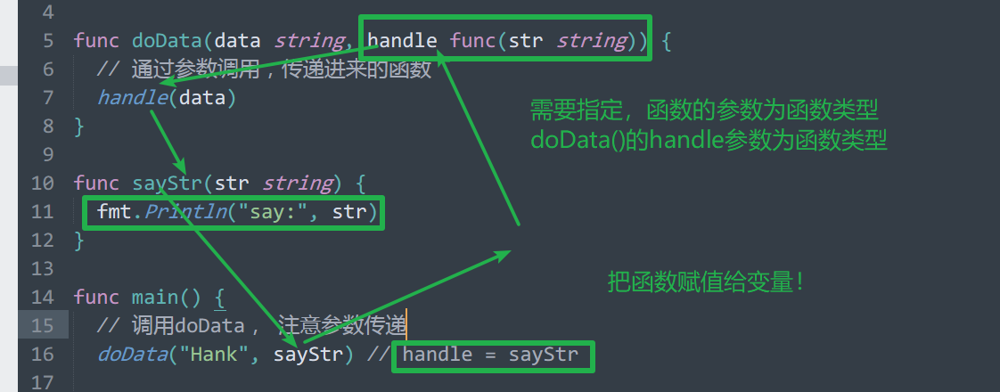 4
5 func doData(data string, handle func(str string)) {
6 // 通过参数调用，传递进来的函数
7 handle(data)
8 }
9
10 func sayStr(str string) {
11 fmt.Println("say:", str)
12 }
13
14 func main() {
15 // 调用doData， 注意参数传递
16 doData("Hank", sayStr) // handle = sayStr
17
需要指定，函数的参数为函数类型
doData()的handle参数为函数类型
把函数赋值给变量！